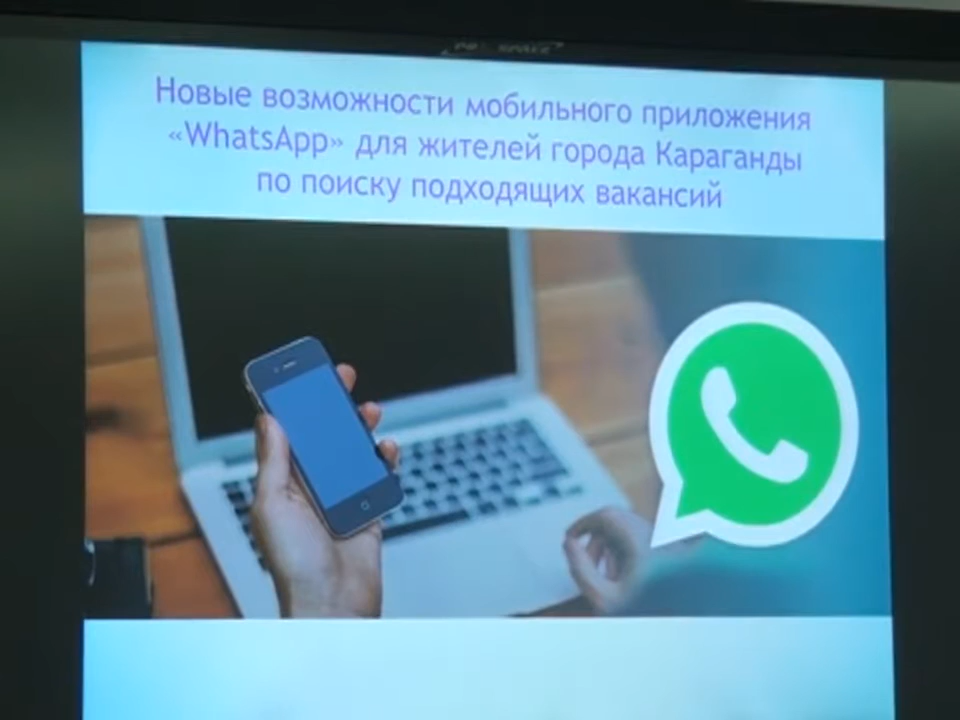 Новые возможности мобильного приложения
«WhatsApp» для жителей города Караганды
по поиску подходящих вакансий